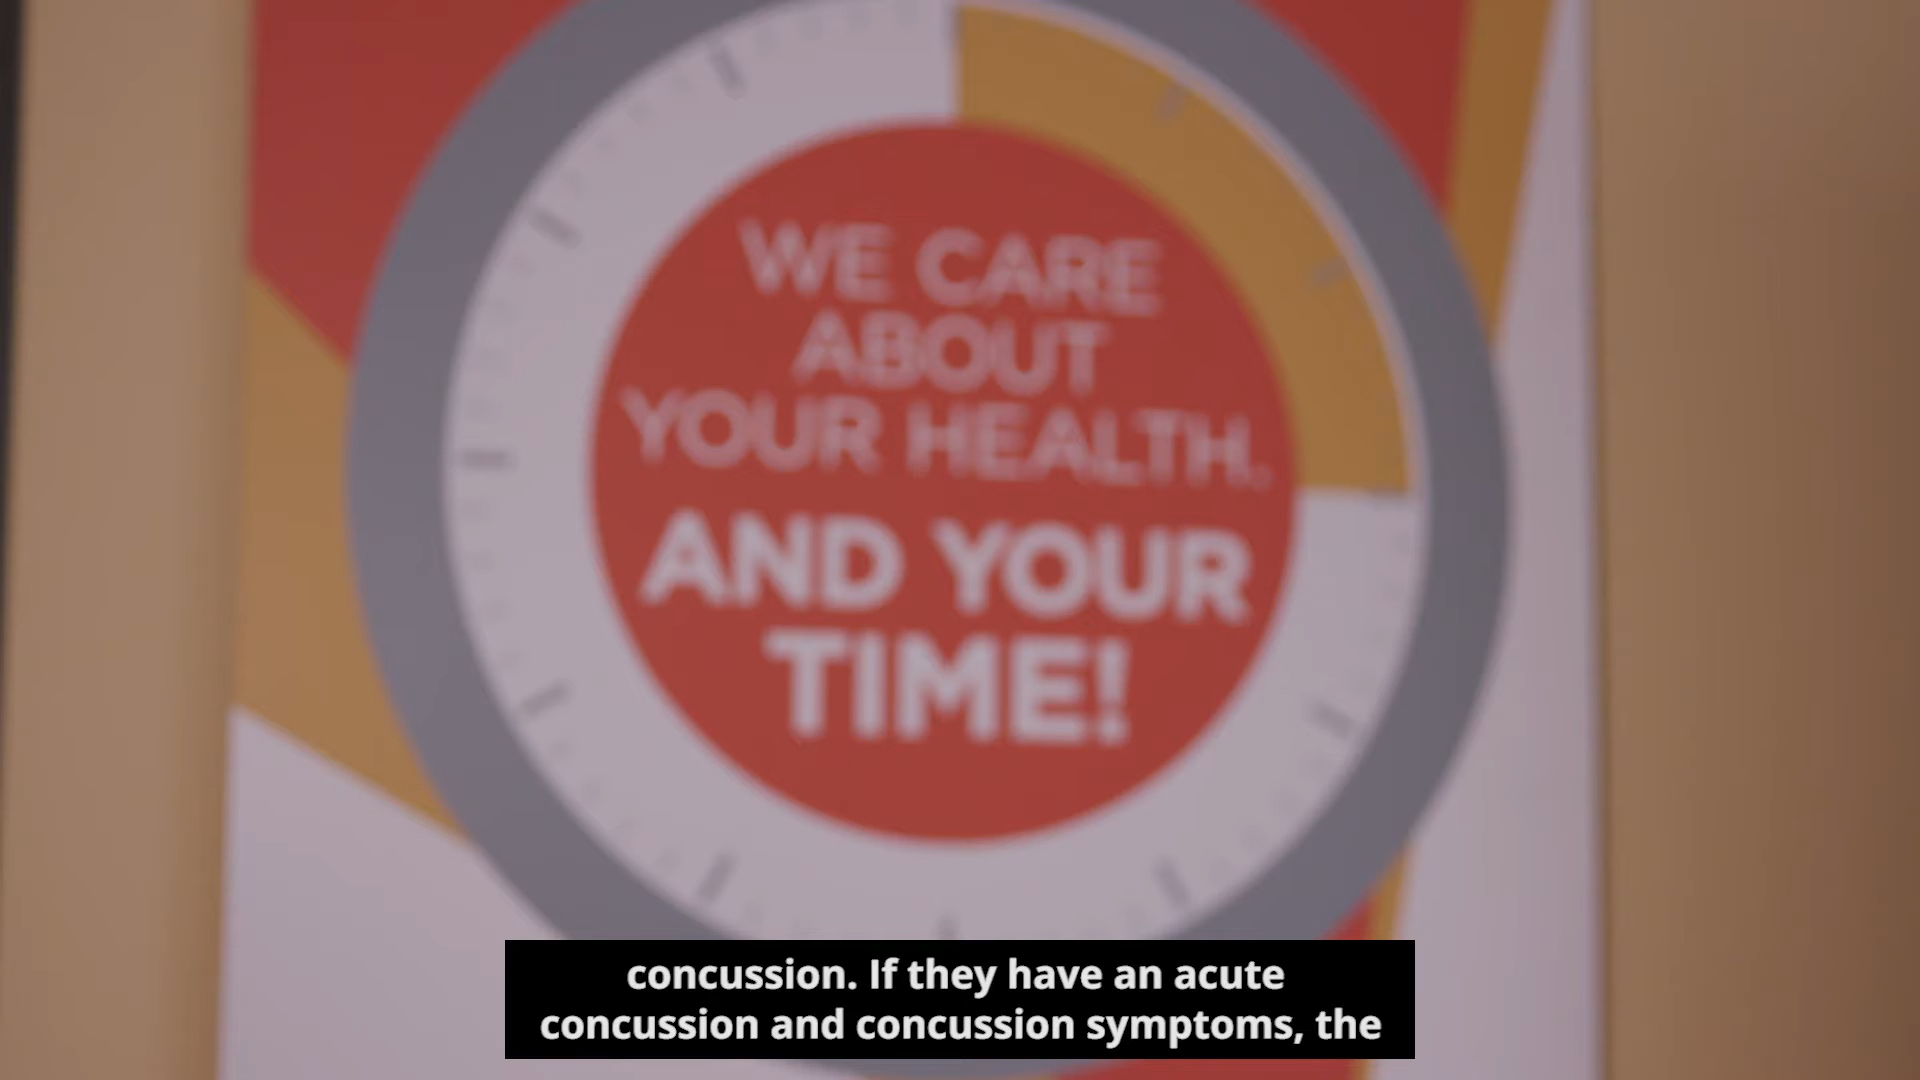 WE CARE
ABOUT
YOUR HEALTH.
AND YOUR
TIME!
concussion. If they have an acute
concussion and concussion symptoms, the